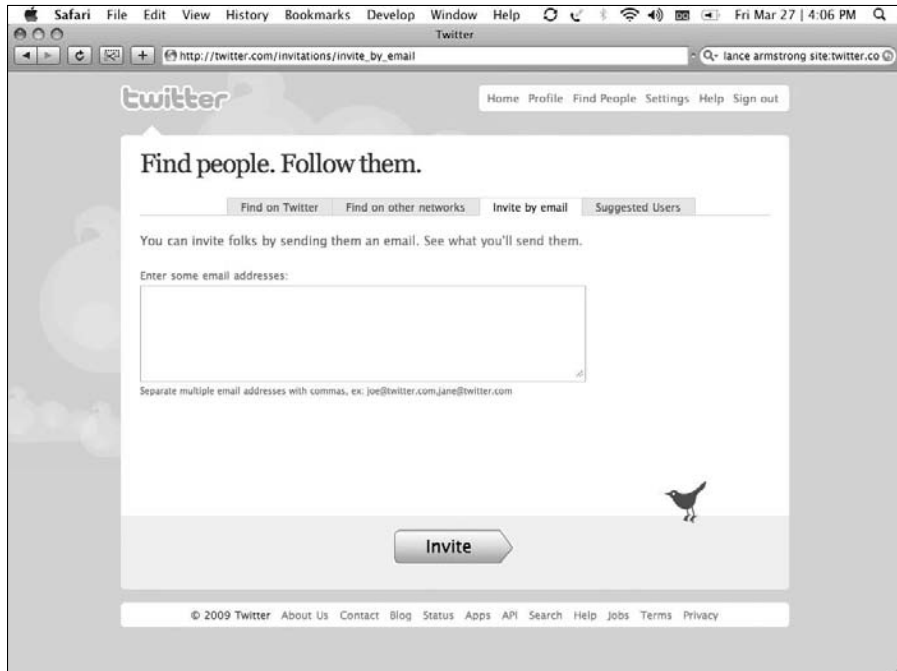 Safari File Edit View History Bookmarks Develop Window Help Fri Mar 27 | 4:06 PM
Twitter
http://twitter.com/invitations/invite_by_email lance armstrong site:twitter.co
twitter Home Profile Find People Settings Help Sign out
Find people. Follow them.
Find on Twitter Find on other networks Invite by email Suggested Users
You can invite folks by sending them an email. See what you'll send them.
Enter some email addresses:
Separate multiple email addresses with commas, ex: joe@twitter.com,jane@twitter.com
Invite
© 2009 Twitter About Us Contact Blog Status Apps API Search Help Jobs Terms Privacy